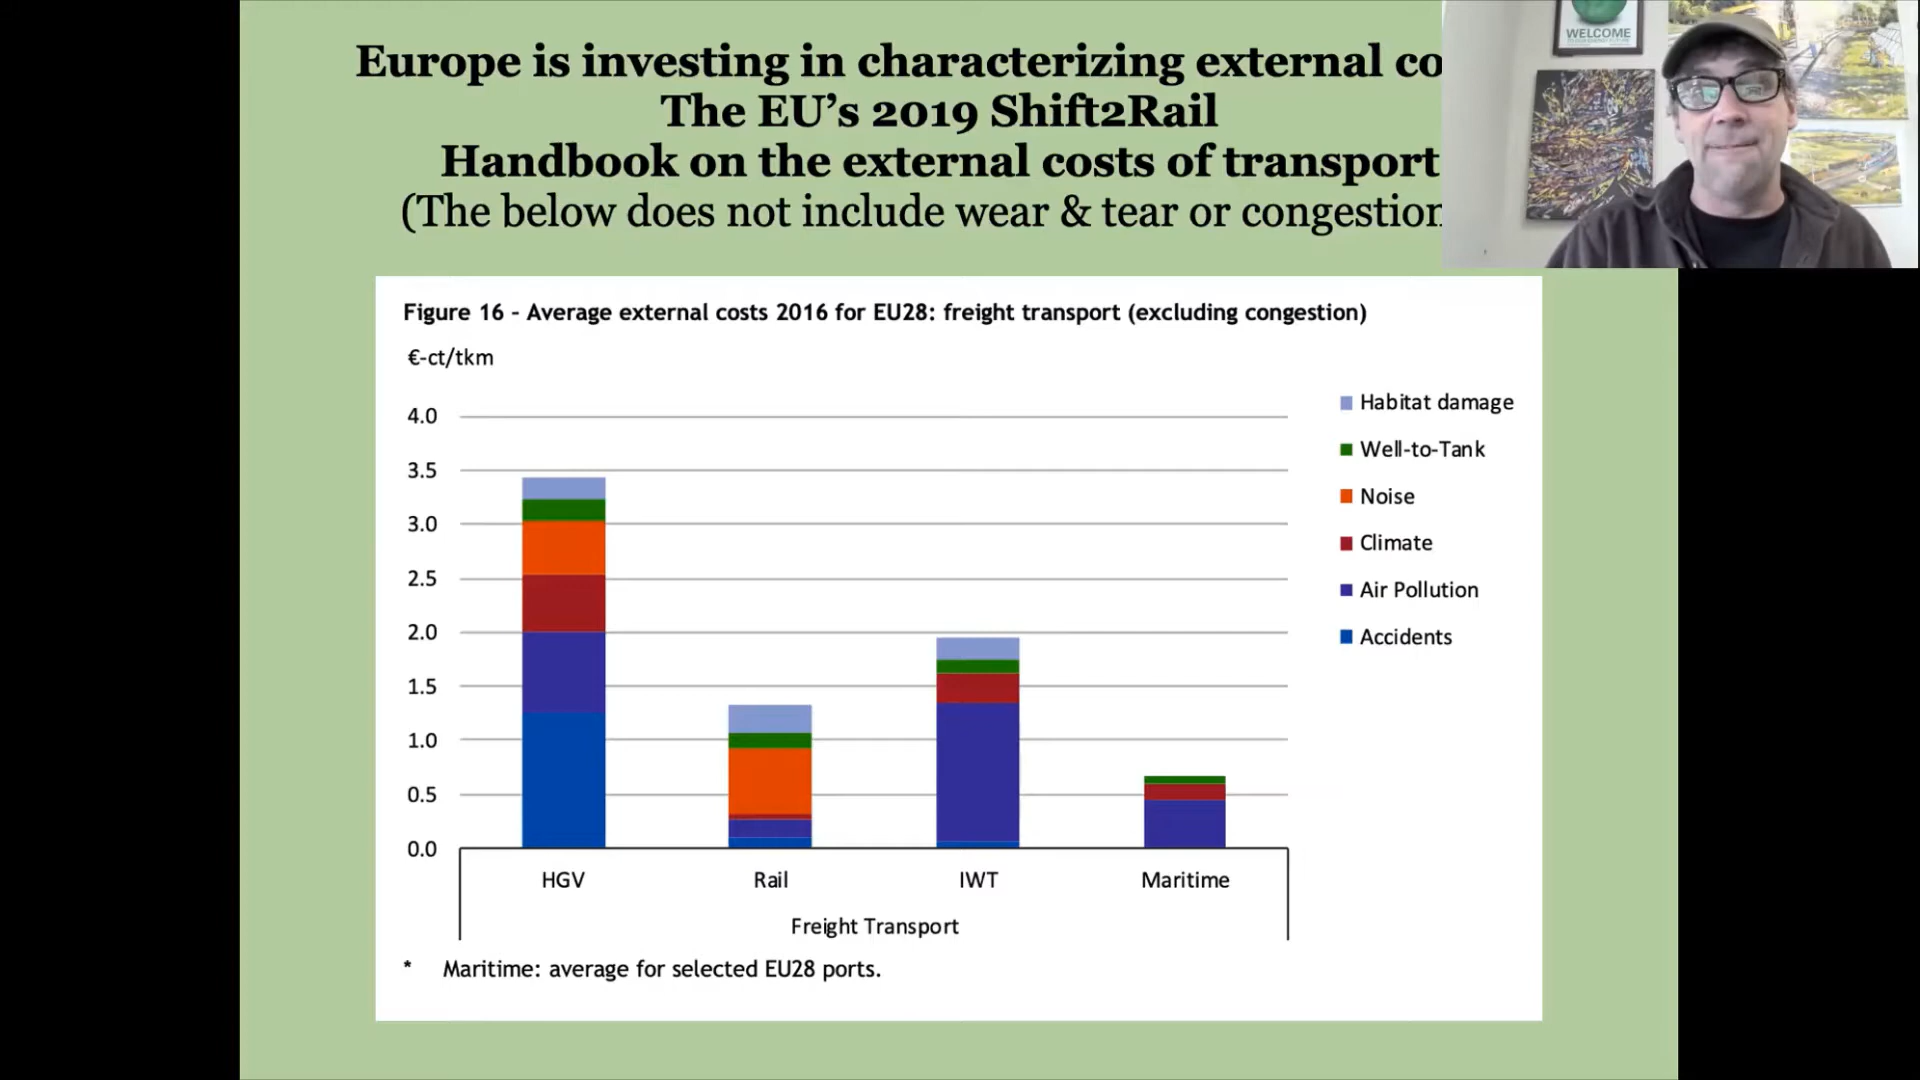 Europe is investing in characterizing external co
The EU's 2019 Shift2Rail
Handbook on the external costs of transport
(The below does not include wear & tear or congestion
WELCOME
Figure 16 - Average external costs 2016 for EU28: freight transport (excluding congestion)
€-ct/tkm
4.0
3.5
3.0
2.5
2.0
1.5
1.0
0.5
0.0
HGV Rail IWT Maritime
Freight Transport
Habitat damage
Well-to-Tank
Noise
Climate
Air Pollution
Accidents
* Maritime: average for selected EU28 ports.